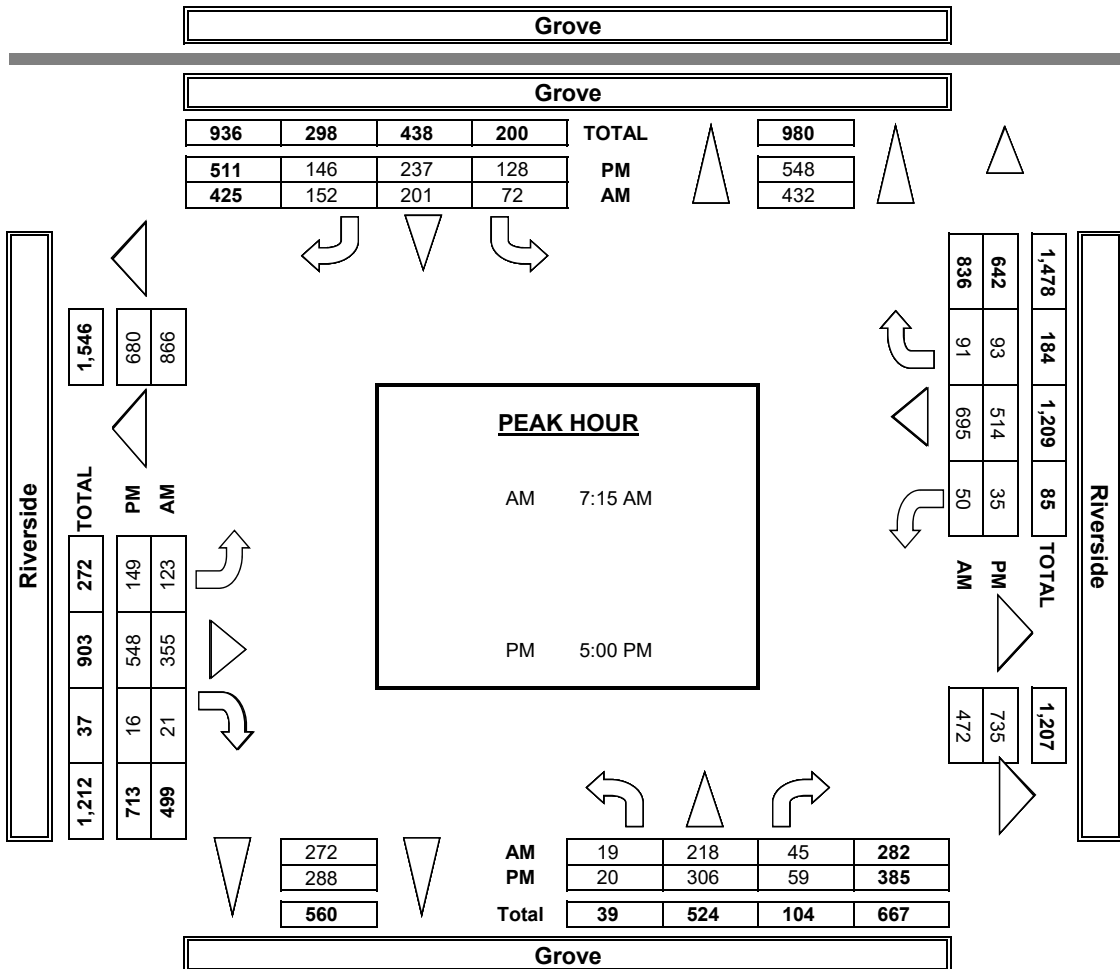 Grove
Grove
936 298 438 200 TOTAL 980
511 146 237 128 PM 548
425 152 201 72 AM 432
Riverside
1,546
680
866
TOTAL
PM
AM
272 903 37 1,212
149 548 16 713
123 355 21 499
PEAK HOUR
AM 7:15 AM
PM 5:00 PM
1,478 184 1,209 85 TOTAL
642 93 514 35 PM
836 91 695 50 AM
1,207
735
472
Riverside
272 AM 19 218 45 282
288 PM 20 306 59 385
560 Total 39 524 104 667
Grove